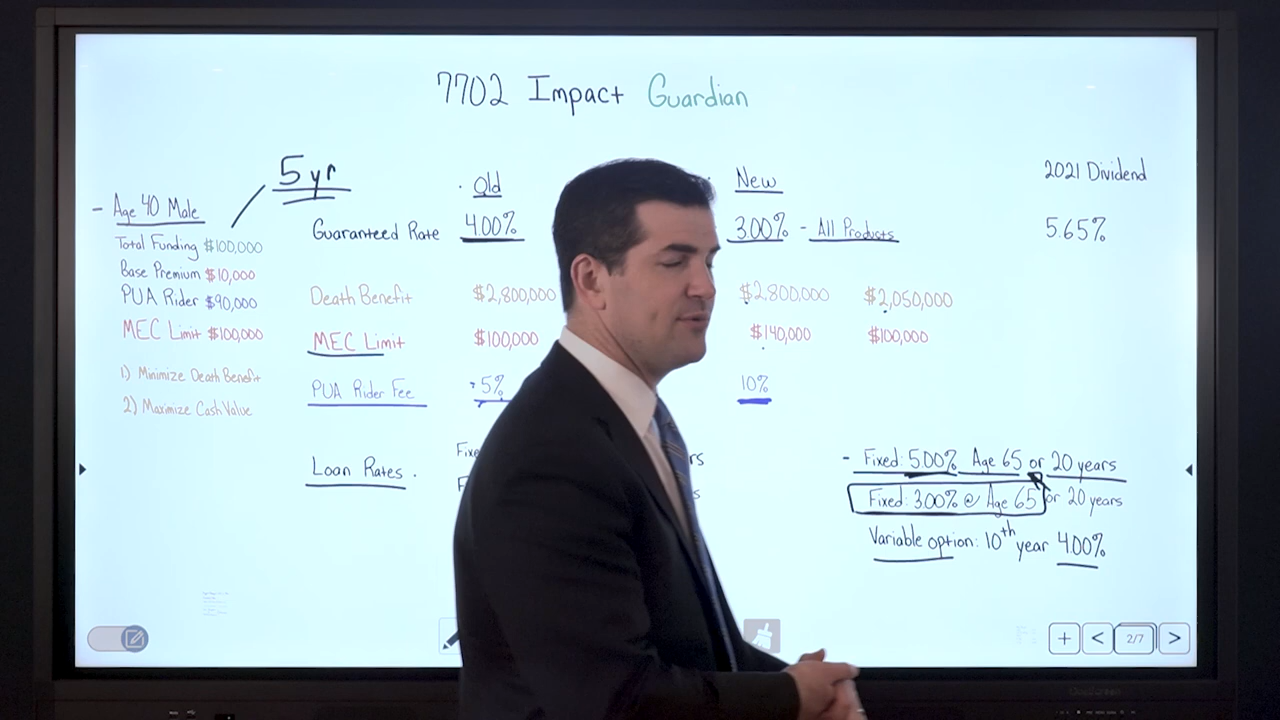 7702 Impact Guardian
5 yr
Old
New
2021 Dividend
- Age 40 Male
Guaranteed Rate 4.00% 3.00% - All Products 5.65%
Total Funding $100,000
Base Premium $10,000
PUA Rider $90,000
MEC Limit $100,000
1) Minimize Death Benefit
2) Maximize Cash Value
Death Benefit $2,800,000 $2,800,000 $2,050,000
MEC Limit $100,000 $140,000 $100,000
PUA Rider Fee 5% 10%
Loan Rates
- Fixed: 5.00% Age 65 or 20 years
Fixed: 3.00% @ Age 65 or 20 years
Variable option: 10th year 4.00%
+ < 2/7 >